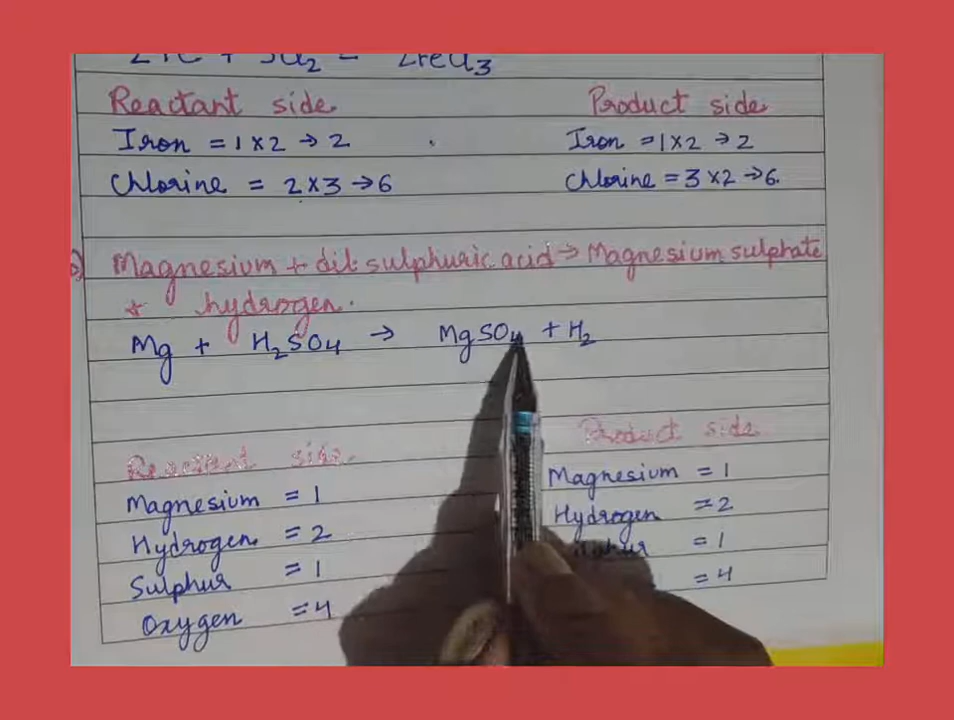 Reactant side Product side
Iron = 1 x 2 → 2 Iron = 1 x 2 → 2
Chlorine = 2 x 3 → 6 Chlorine = 3 x 2 → 6.
Magnesium + dil sulphuric acid → Magnesium sulphate
+ hydrogen.
Mg + H₂SO₄ → MgSO₄ + H₂
Reactant side. Product side
Magnesium = 1 Magnesium = 1
Hydrogen = 2 Hydrogen = 2
Sulphur = 1 = 1
Oxygen = 4 = 4